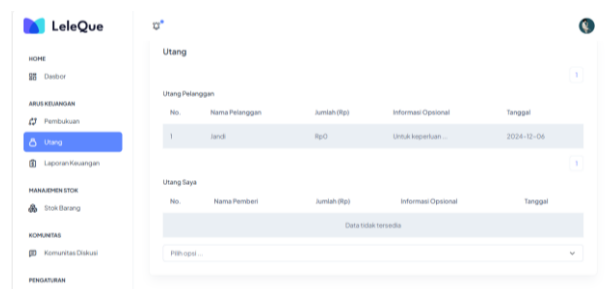 LeleQue
HOME
Dasbor
ARUS KEUANGAN
Pembukuan
Utang
Laporan Keuangan
MANAJEMEN STOK
Stok Barang
KOMUNITAS
Komunitas Diskusi
PENGATURAN
Utang
1
Utang Pelanggan
No. Nama Pelanggan Jumlah (Rp) Informasi Opsional Tanggal
1 Jandi Rp0 Untuk keperluan ... 2024-12-06
1
Utang Saya
No. Nama Pemberi Jumlah (Rp) Informasi Opsional Tanggal
Data tidak tersedia
Pilih opsi ...